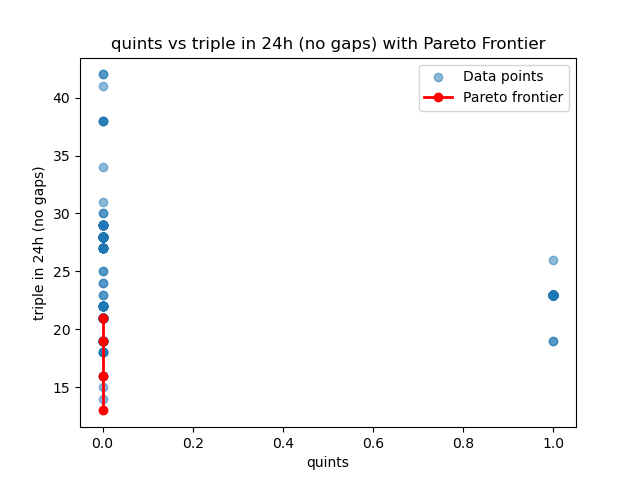 quints vs triple in 24h (no gaps) with Pareto Frontier
Data points
Pareto frontier
triple in 24h (no gaps)
40
35
30
25
20
15
0.0 0.2 0.4 0.6 0.8 1.0
quints